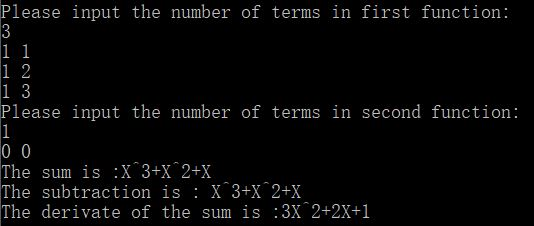 Please input the number of terms in first function:
3
1 1
1 2
1 3
Please input the number of terms in second function:
1
0 0
The sum is :X^3+X^2+X
The subtraction is : X^3+X^2+X
The derivate of the sum is :3X^2+2X+1